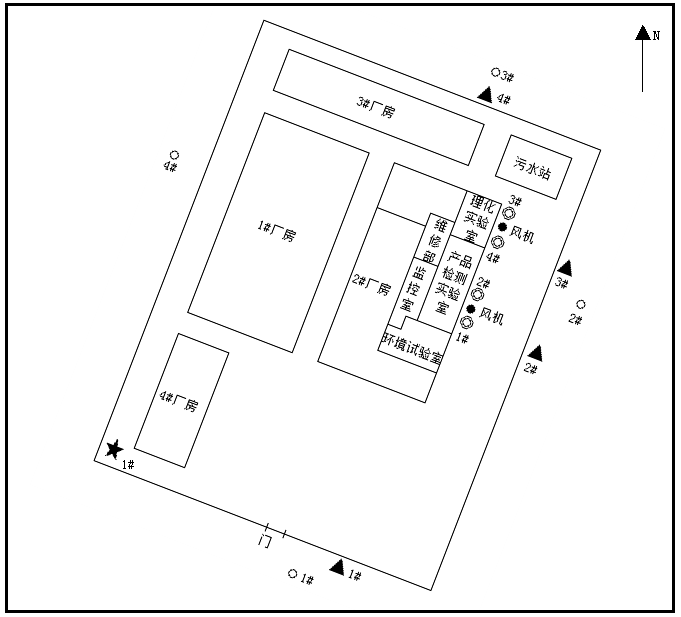 N
3#
4#
3#厂房
污水站
4#
1#厂房
理化
实验
室
3#
风机
4#
维
修
部
产品
检测
实验
室
2#
监
控
室
2#厂房
风机
1#
环境试验室
3#
2#
2#
4#厂房
1#
门
1#
1#